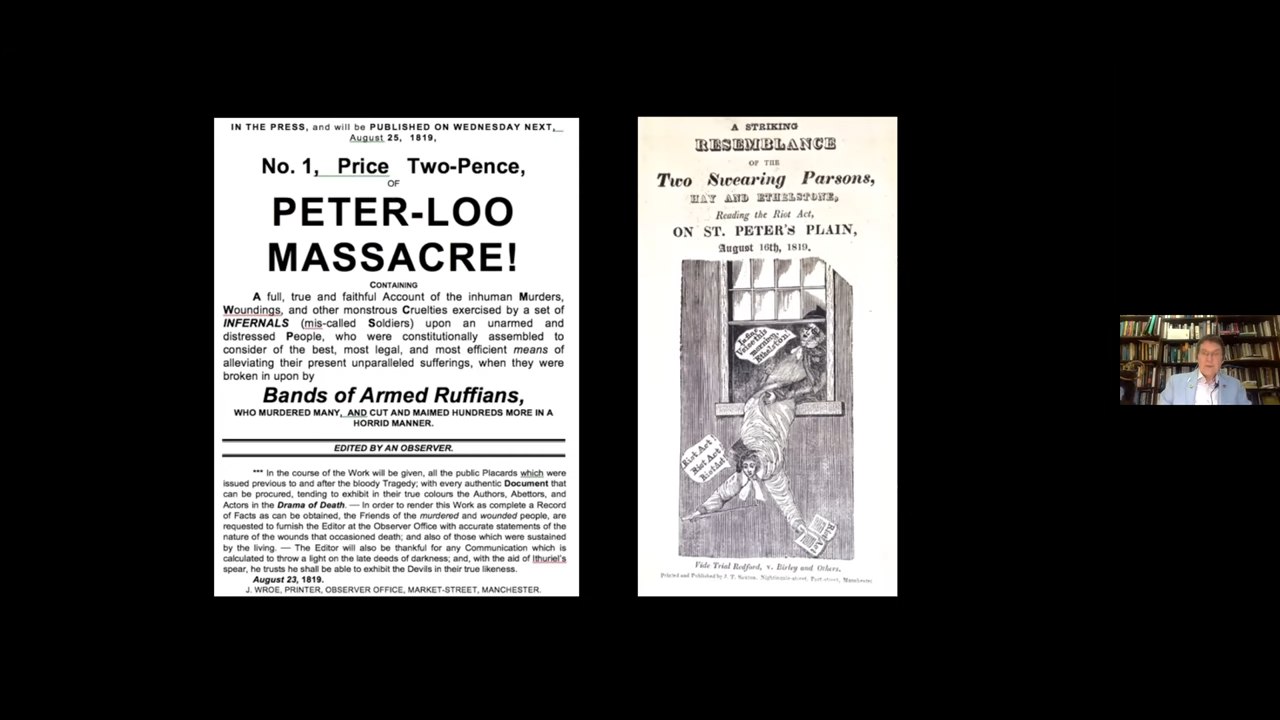 IN THE PRESS, and will be PUBLISHED ON WEDNESDAY NEXT,
August 25, 1819,
No. 1, Price Two-Pence,
OF
PETER-LOO
MASSACRE!
CONTAINING
A full, true and faithful Account of the inhuman Murders,
Woundings, and other monstrous Cruelties exercised by a set of
INFERNALS (mis-called Soldiers) upon an unarmed and
distressed People, who were constitutionally assembled to
consider of the best, most legal, and most efficient means of
alleviating their present unparalleled sufferings, when they were
broken in upon by
Bands of Armed Ruffians,
WHO MURDERED MANY, AND CUT AND MAIMED HUNDREDS MORE IN A
HORRID MANNER.
EDITED BY AN OBSERVER.
*** In the course of the Work will be given, all the public Placards which were
issued previous to and after the bloody Tragedy; with every authentic Document that
can be procured, tending to exhibit in their true colours the Authors, Abettors, and
Actors in the Drama of Death. — In order to render this Work as complete a Record
of Facts as can be obtained, the Friends of the murdered and wounded people, are
requested to furnish the Editor at the Observer Office with accurate statements of the
nature of the wounds that occasioned death; and also of those which were sustained
by the living. — The Editor will also be thankful for any Communication which is
calculated to throw a light on the late deeds of darkness; and, with the aid of Ithuriel's
spear, he trusts he shall be able to exhibit the Devils in their true likeness.
August 23, 1819.
J. WROE, PRINTER, OBSERVER OFFICE, MARKET-STREET, MANCHESTER.
A STRIKING
RESEMBLANCE
OF THE
Two Swearing Parsons,
HAY AND ETHELSTONE,
Reading the Riot Act,
ON ST. PETER'S PLAIN,
August 16th, 1819.
Riot Act!
Riot Act!
Riot Act!
Vide Trial Redford, v. Birley and Others.
Printed and Published by J. T. Street, Manchester